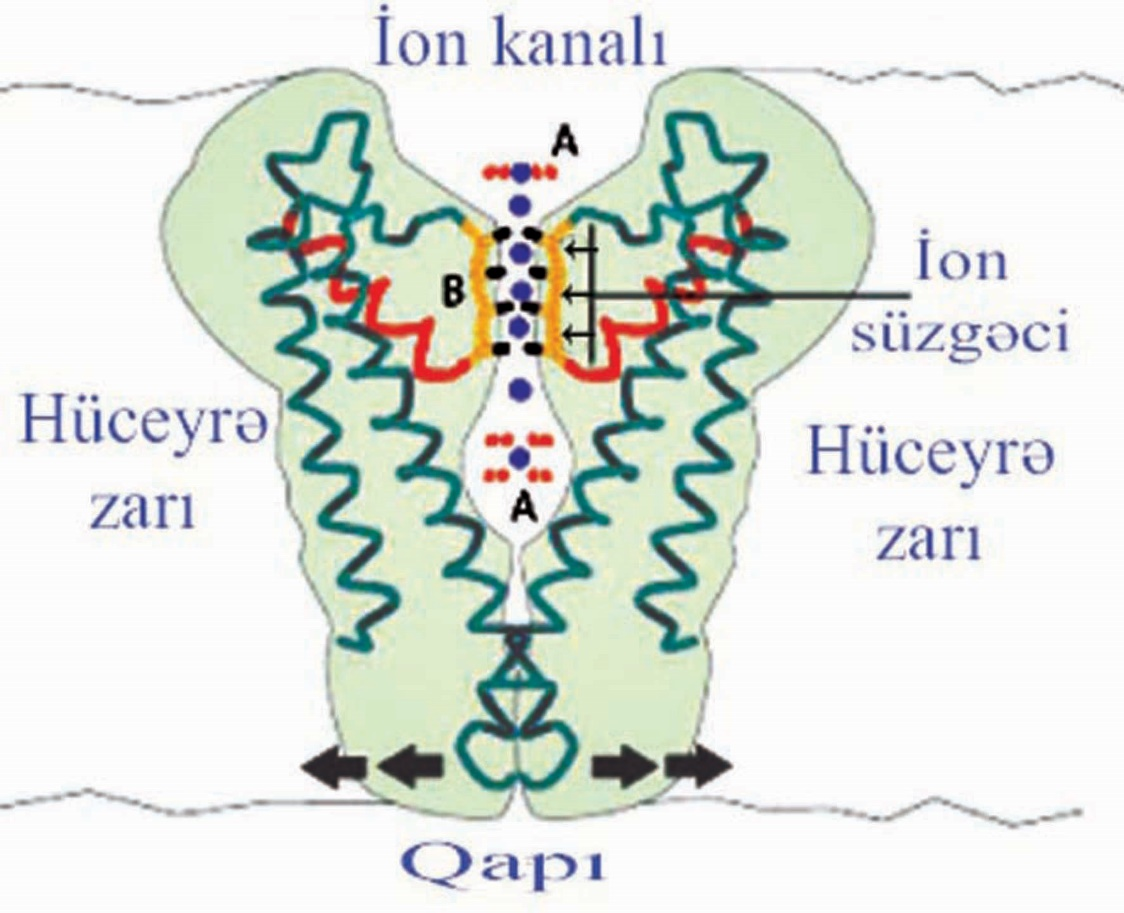 İon kanalı
A
B
İon
süzgəci
Hüceyrə
zarı
Hüceyrə
zarı
A
Qapı